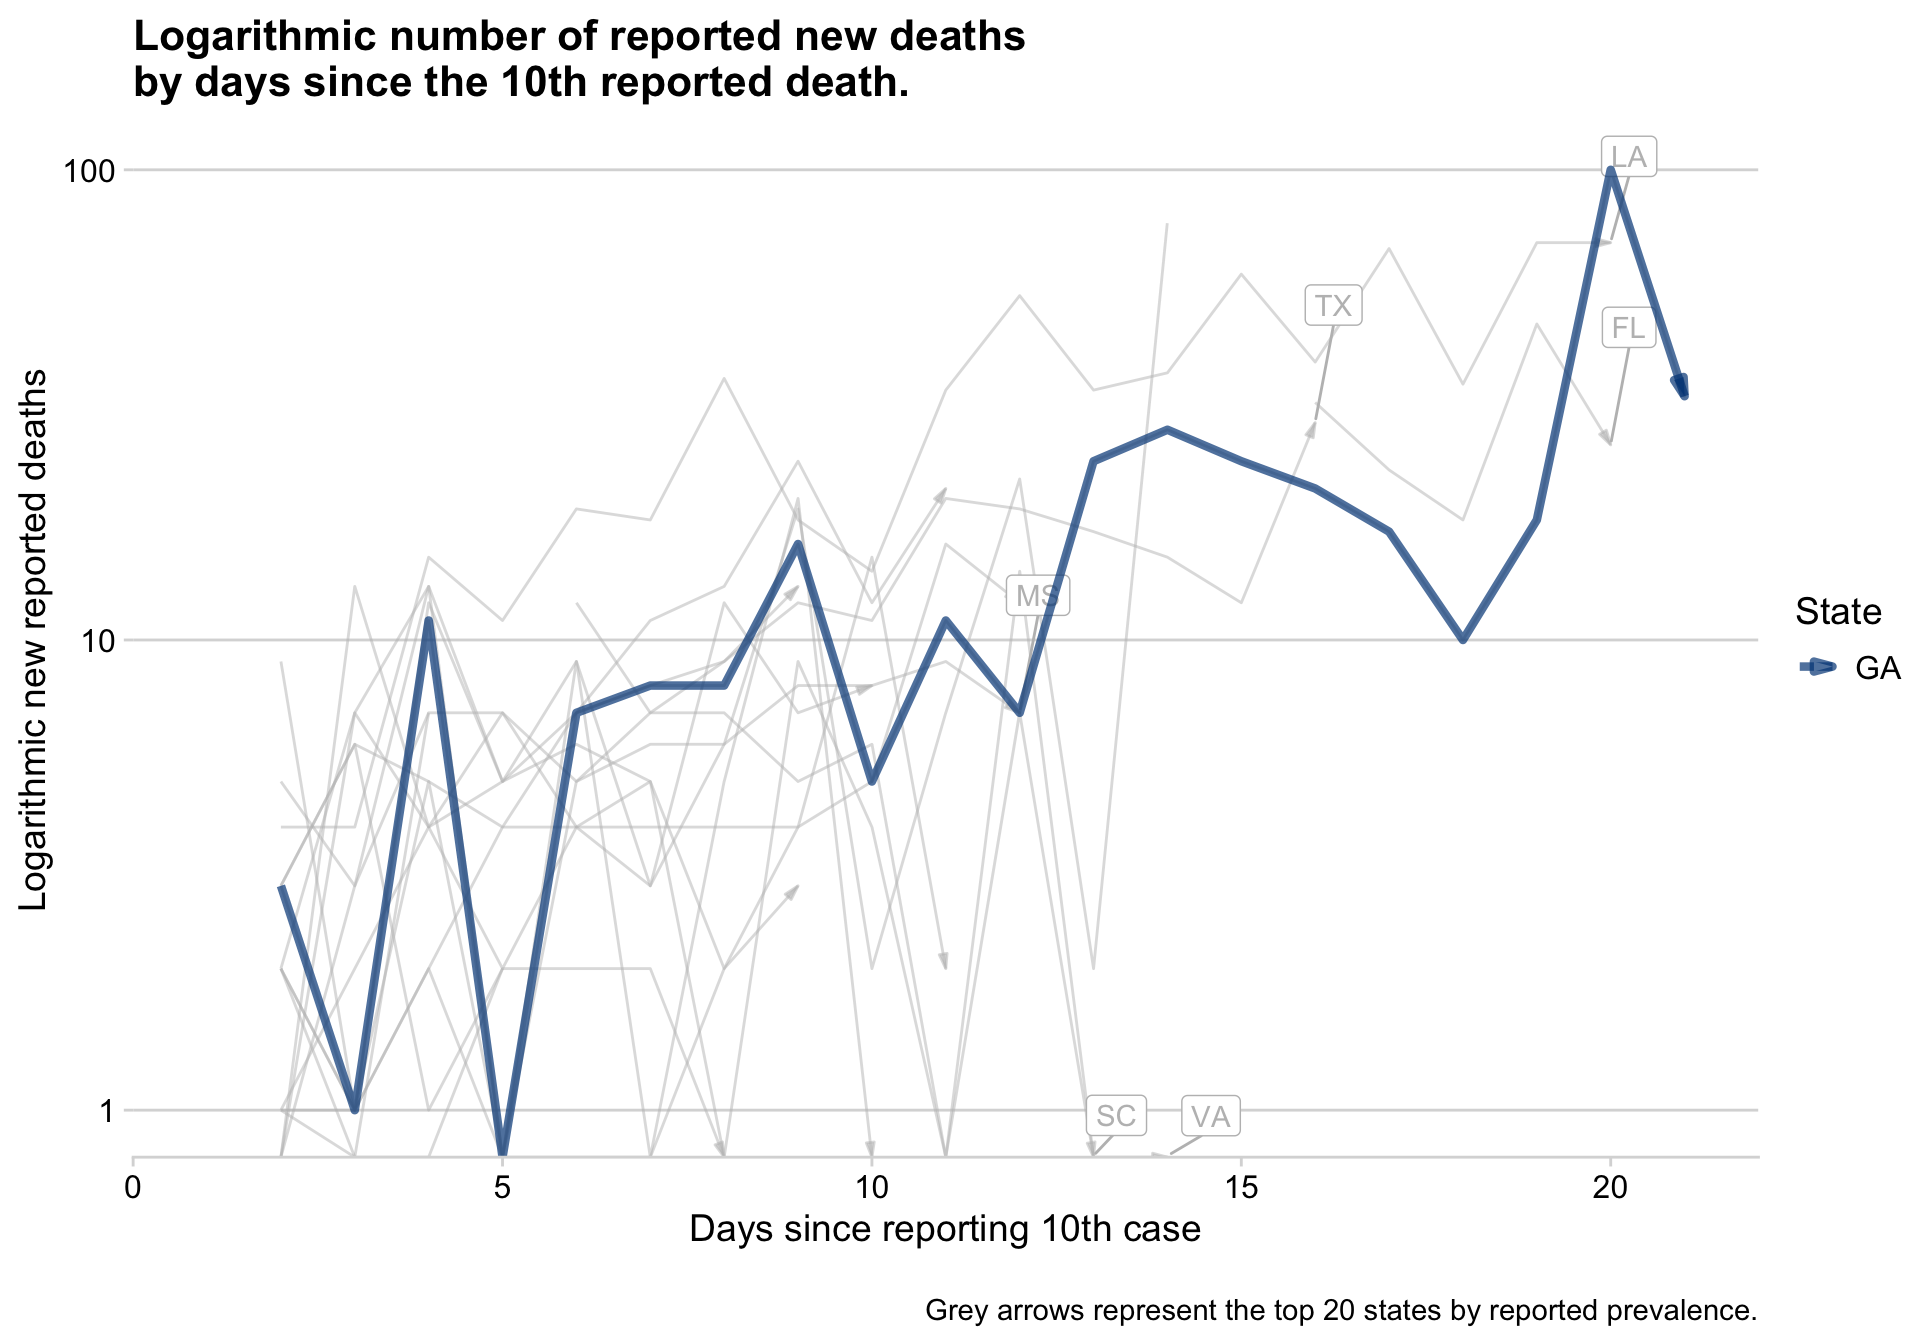 Logarithmic number of reported new deaths
by days since the 10th reported death.
Logarithmic new reported deaths
100
10
1
LA
TX
FL
MS
SC
VA
State
GA
0
5
10
15
20
Days since reporting 10th case
Grey arrows represent the top 20 states by reported prevalence.